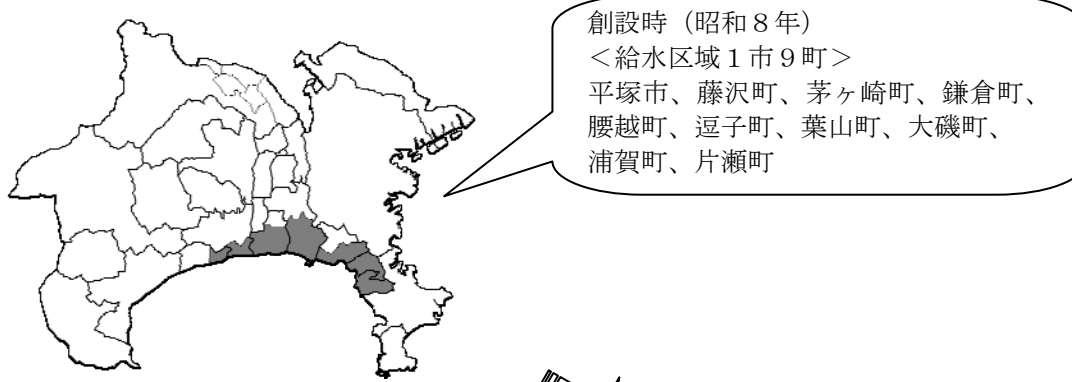 創設時（昭和８年）
＜給水区域１市９町＞
平塚市、藤沢町、茅ヶ崎町、鎌倉町、
腰越町、逗子町、葉山町、大磯町、
浦賀町、片瀬町